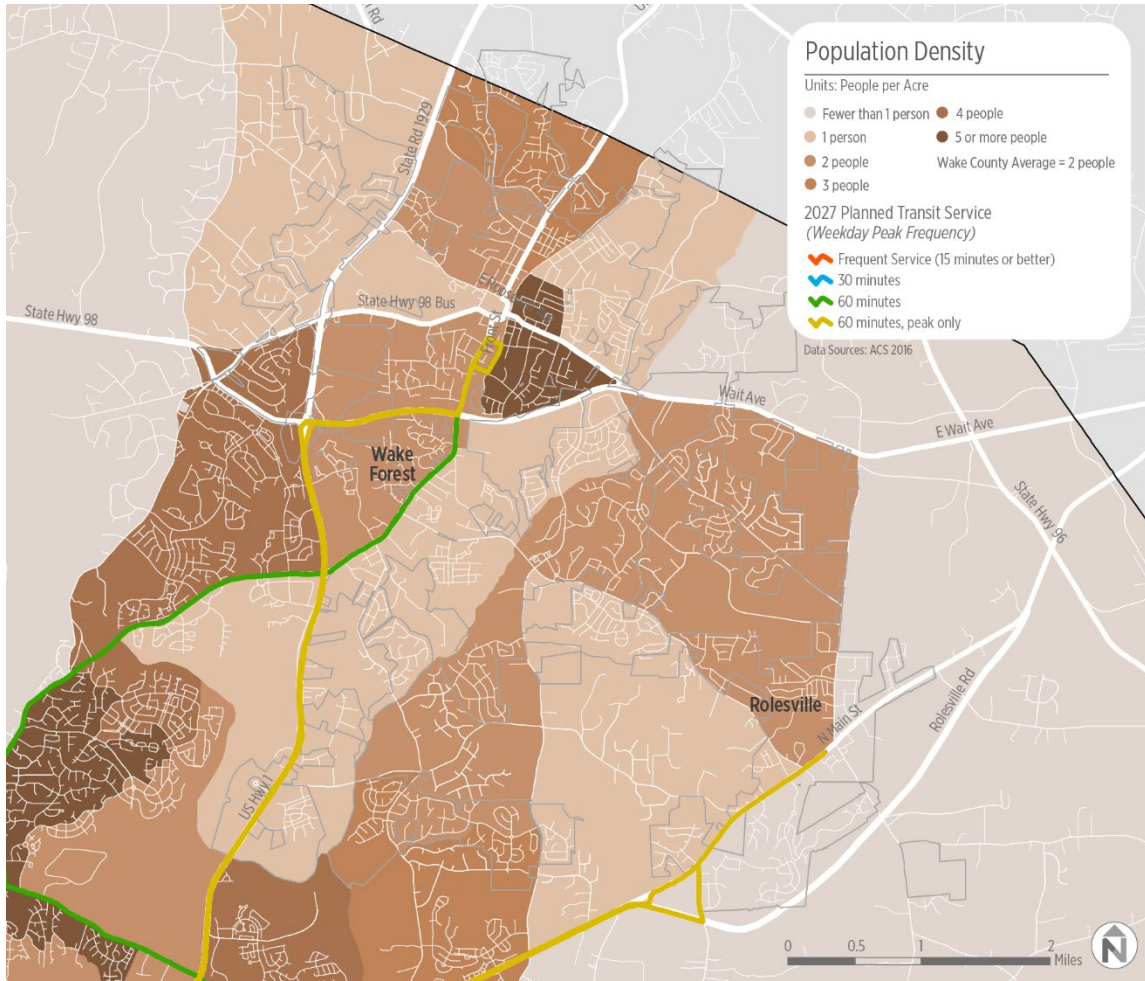 Population Density
Units: People per Acre
Fewer than 1 person
1 person
2 people
3 people
4 people
5 or more people
Wake County Average = 2 people
2027 Planned Transit Service
(Weekday Peak Frequency)
Frequent Service (15 minutes or better)
30 minutes
60 minutes
60 minutes, peak only
Data Sources: ACS 2016
Rd
State Rd 1929
State Hwy 98
State Hwy 98 Bus
Front St
Wait Ave
E Wait Ave
State Hwy 96
Wake
Forest
Rolesville
N Main St
Rolesville Rd
US Hwy 1
0 0.5 1 2
Miles
N